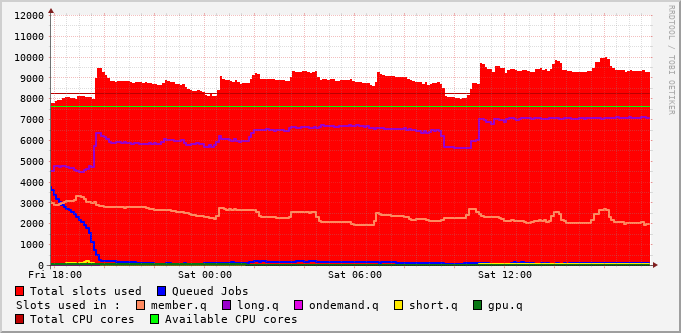 RRDTOOL / TOBI OETIKER
12000
11000
10000
9000
8000
7000
6000
5000
4000
3000
2000
1000
0
Fri 18:00 Sat 00:00 Sat 06:00 Sat 12:00
Total slots used Queued Jobs
Slots used in : member.q long.q ondemand.q short.q gpu.q
Total CPU cores Available CPU cores